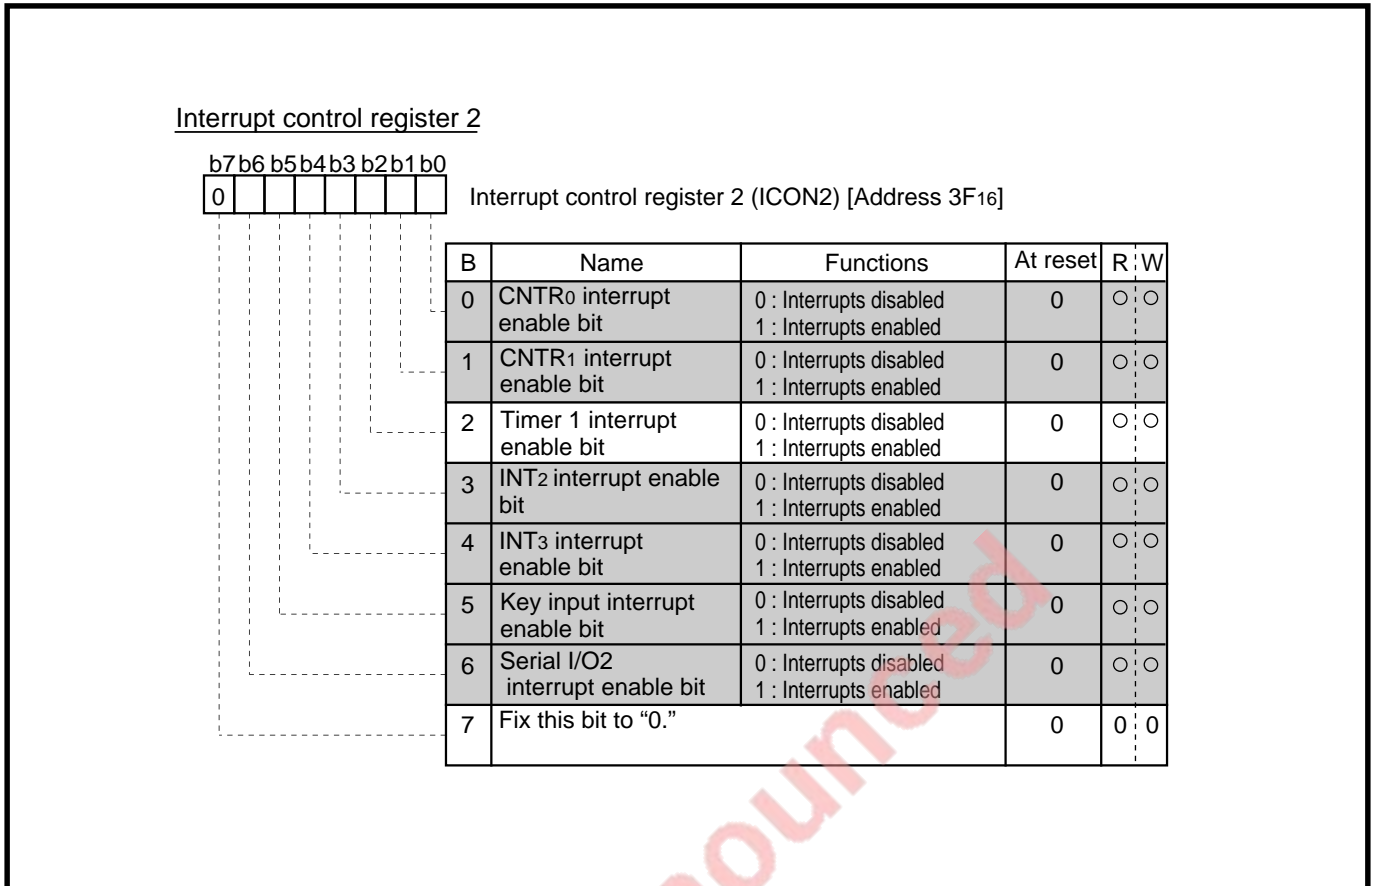 Interrupt control register 2
b7 b6 b5 b4 b3 b2 b1 b0
0
Interrupt control register 2 (ICON2) [Address 3F16]
B Name Functions At reset R W
0 CNTR0 interrupt enable bit 0 : Interrupts disabled 0 ○ ○
1 : Interrupts enabled
1 CNTR1 interrupt enable bit 0 : Interrupts disabled 0 ○ ○
1 : Interrupts enabled
2 Timer 1 interrupt enable bit 0 : Interrupts disabled 0 ○ ○
1 : Interrupts enabled
3 INT2 interrupt enable bit 0 : Interrupts disabled 0 ○ ○
1 : Interrupts enabled
4 INT3 interrupt enable bit 0 : Interrupts disabled 0 ○ ○
1 : Interrupts enabled
5 Key input interrupt enable bit 0 : Interrupts disabled 0 ○ ○
1 : Interrupts enabled
6 Serial I/O2 interrupt enable bit 0 : Interrupts disabled 0 ○ ○
1 : Interrupts enabled
7 Fix this bit to “0.” 0 0 0
ounced